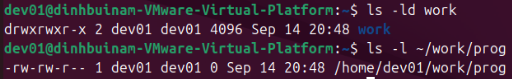 dev01@dinhbuinam-VMware-Virtual-Platform:~$ ls -ld work
drwxrwxr-x 2 dev01 dev01 4096 Sep 14 20:48 work
dev01@dinhbuinam-VMware-Virtual-Platform:~$ ls -l ~/work/prog
-rw-rw-r-- 1 dev01 dev01 0 Sep 14 20:48 /home/dev01/work/prog